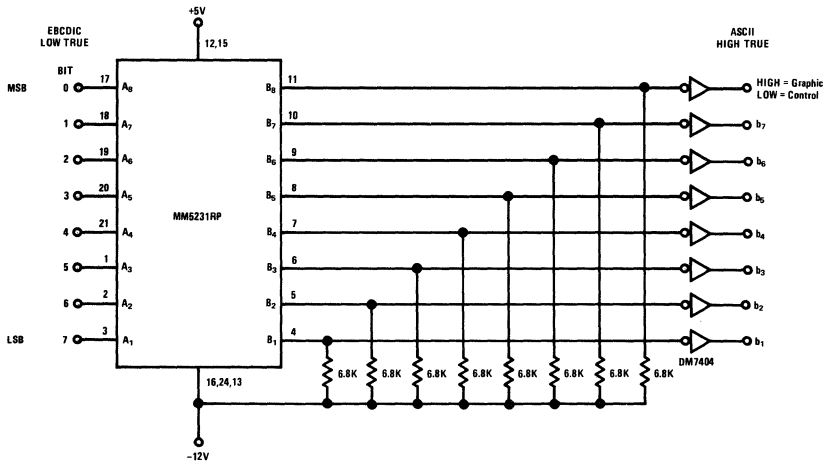 +5V
EBCDIC
LOW TRUE
ASCII
HIGH TRUE
12,15
BIT
MSB 0 17 A8 B8 11 HIGH = Graphic
LOW = Control
1 18 A7 B7 10 b7
2 19 A6 B6 9 b6
3 20 A5 B5 8 b5
MM5231RP
4 21 A4 B4 7 b4
5 1 A3 B3 6 b3
6 2 A2 B2 5 b2
LSB 7 3 A1 B1 4 b1
DM7404
6.8K 6.8K 6.8K 6.8K 6.8K 6.8K 6.8K 6.8K
16,24,13
−12V